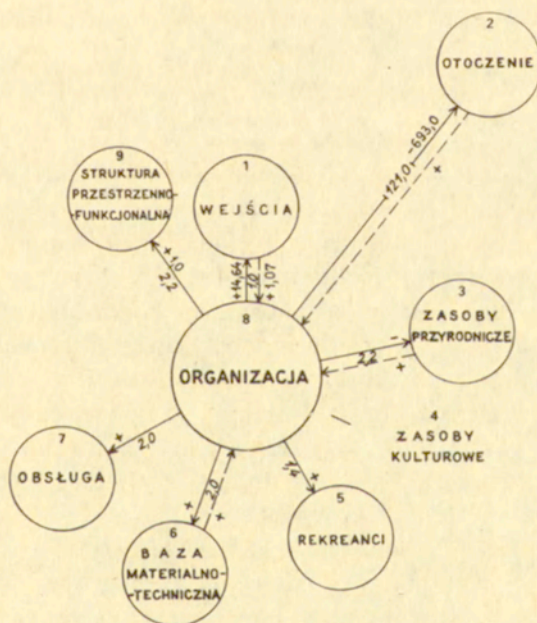 2
OTOCZENIE
-693,0
-121,0
+
9
STRUKTURA
PRZESTRZENNO-
-FUNKCJONALNA
1
WEJŚCIA
+1,0
2,2
+14,64
1,0
+1,07
3
ZASOBY
PRZYRODNICZE
-
2,2
+
8
ORGANIZACJA
4
ZASOBY
KULTUROWE
7
OBSŁUGA
+
2,0
+
2,0
+
6
BAZA
MATERIALNO-
-TECHNICZNA
+
5
REKREANCI